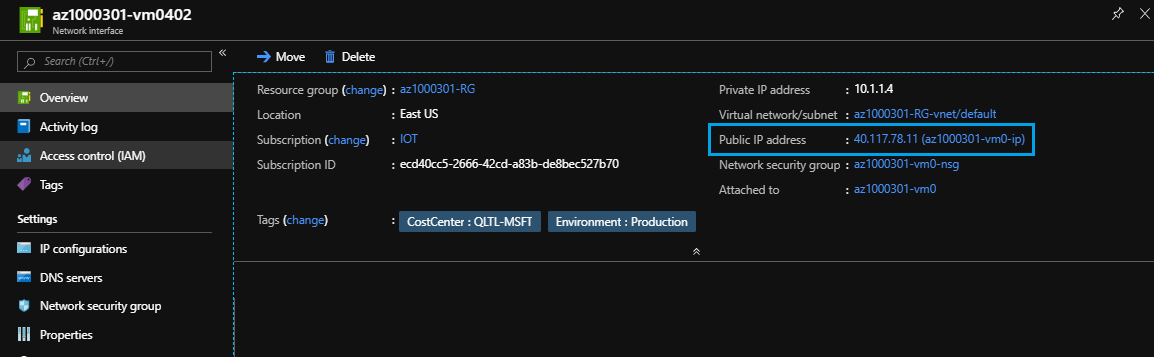 az1000301-vm0402
Network interface
Search (Ctrl+/)
«
Overview
Activity log
Access control (IAM)
Tags
Settings
IP configurations
DNS servers
Network security group
Properties
Move
Delete
Resource group (change) : az1000301-RG
Location : East US
Subscription (change) : IOT
Subscription ID : ecd40cc5-2666-42cd-a83b-de8bec527b70
Private IP address : 10.1.1.4
Virtual network/subnet : az1000301-RG-vnet/default
Public IP address : 40.117.78.11 (az1000301-vm0-ip)
Network security group : az1000301-vm0-nsg
Attached to : az1000301-vm0
Tags (change) : CostCenter : QLTL-MSFT Environment : Production